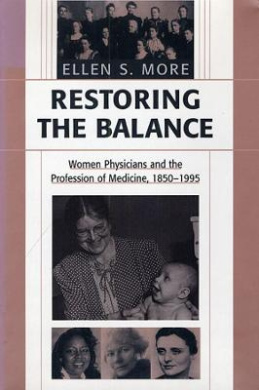 ELLEN S. MORE
RESTORING
THE BALANCE
Women Physicians and the
Profession of Medicine, 1850–1995